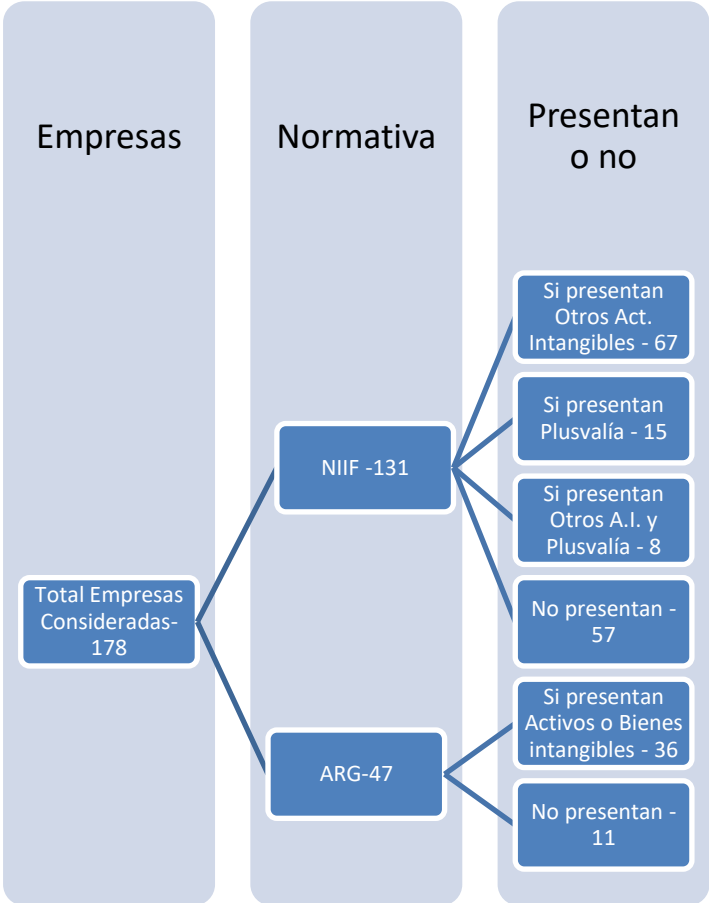 Empresas
Normativa
Presentan
o no
Total Empresas
Consideradas-
178
NIIF -131
ARG-47
Si presentan
Otros Act.
Intangibles - 67
Si presentan
Plusvalía - 15
Si presentan
Otros A.I. y
Plusvalía - 8
No presentan -
57
Si presentan
Activos o Bienes
intangibles - 36
No presentan -
11